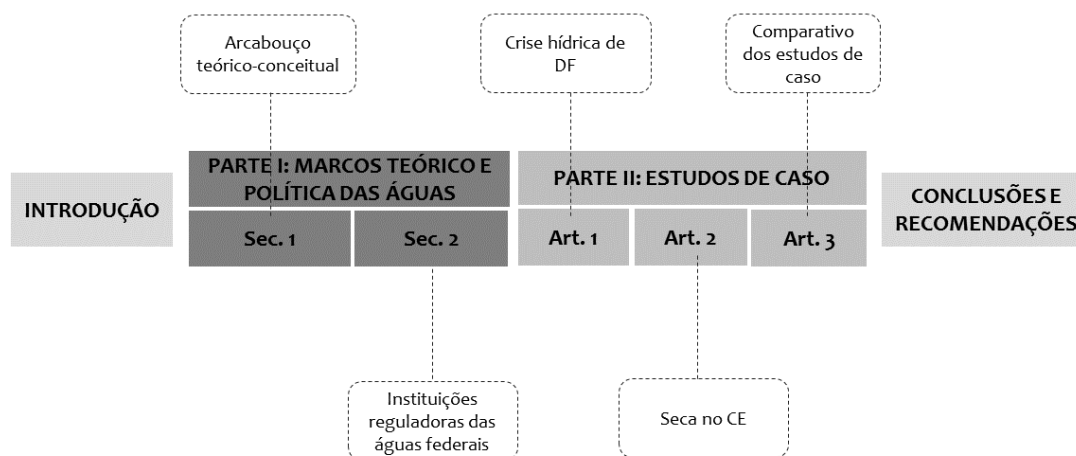 Arcabouço
teórico-conceitual
Crise hídrica de
DF
Comparativo
dos estudos de
caso
INTRODUÇÃO
PARTE I: MARCOS TEÓRICO E
POLÍTICA DAS ÁGUAS
Sec. 1
Sec. 2
PARTE II: ESTUDOS DE CASO
Art. 1
Art. 2
Art. 3
CONCLUSÕES E
RECOMENDAÇÕES
Instituições
reguladoras das
águas federais
Seca no CE